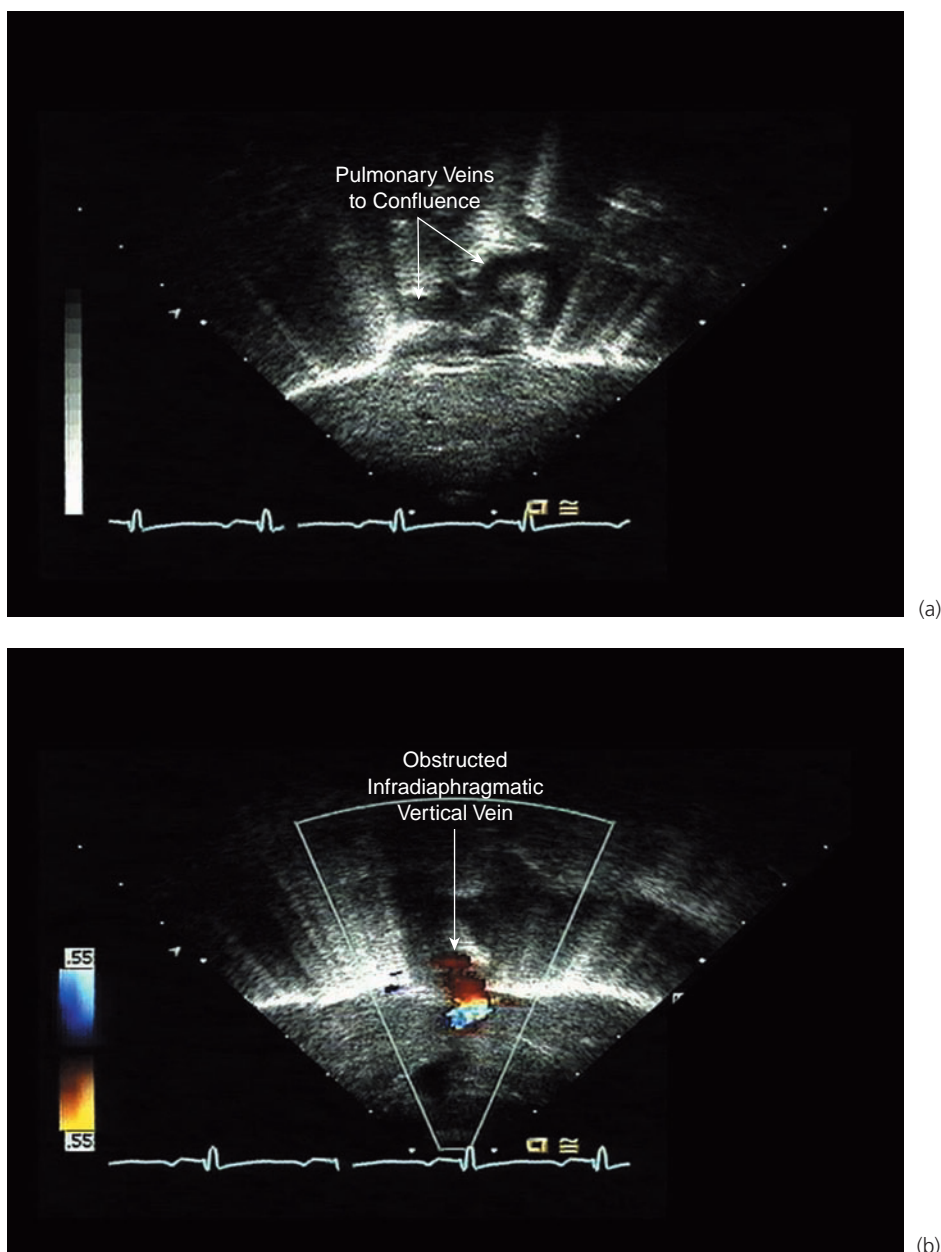 Pulmonary Veins
to Confluence
(a)
Obstructed
Infradiaphragmatic
Vertical Vein
.55
.55
(b)